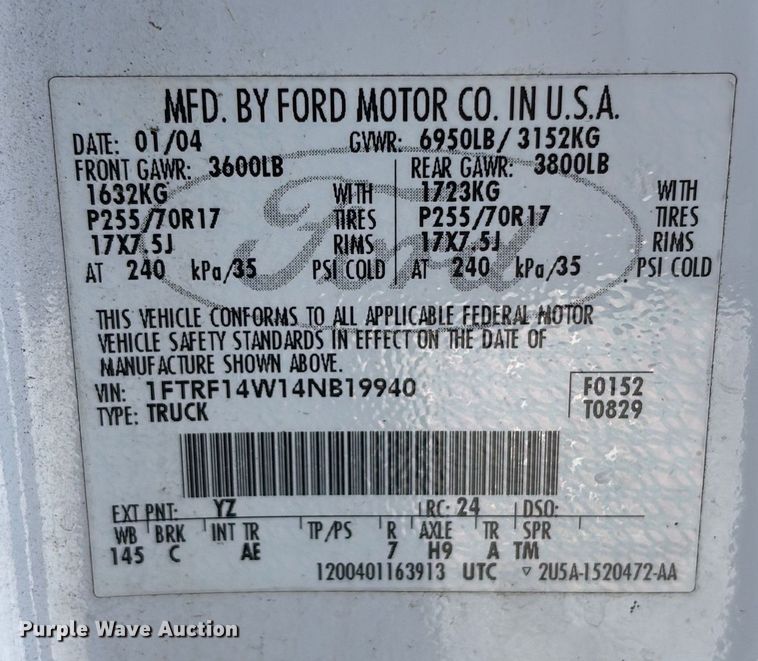 MFD. BY FORD MOTOR CO. IN U.S.A.
DATE: 01/04 GVWR: 6950LB/ 3152KG
FRONT GAWR: 3600LB REAR GAWR: 3800LB
1632KG WITH 1723KG WITH
P255/70R17 TIRES P255/70R17 TIRES
17X7.5J RIMS 17X7.5J RIMS
AT 240 kPa/35 PSI COLD AT 240 kPa/35 PSI COLD
Ford
THIS VEHICLE CONFORMS TO ALL APPLICABLE FEDERAL MOTOR
VEHICLE SAFETY STANDARDS IN EFFECT ON THE DATE OF
MANUFACTURE SHOWN ABOVE.
VIN: 1FTRF14W14NB19940 F0152
TYPE: TRUCK T0829
EXT PNT: YZ RC: 24 DSO:
WB BRK INT TR TP/PS R AXLE TR SPR
145 C AE 7 H9 A TM
1200401163913 UTC ▽ 2U5A-1520472-AA
Purple Wave Auction